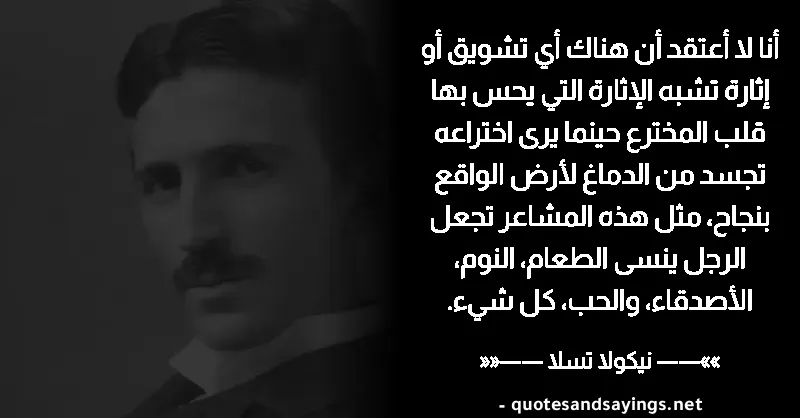 أنا لا أعتقد أن هناك أي تشويق أو
إثارة تشبه الإثارة التي يحس بها
قلب المخترع حينما يرى اختراعه
تجسد من الدماغ لأرض الواقع
بنجاح، مثل هذه المشاعر تجعل
الرجل ينسى الطعام، النوم،
الأصدقاء، والحب، كل شيء.
»»——— نيكولا تسلا ———««
- quotesandsayings.net